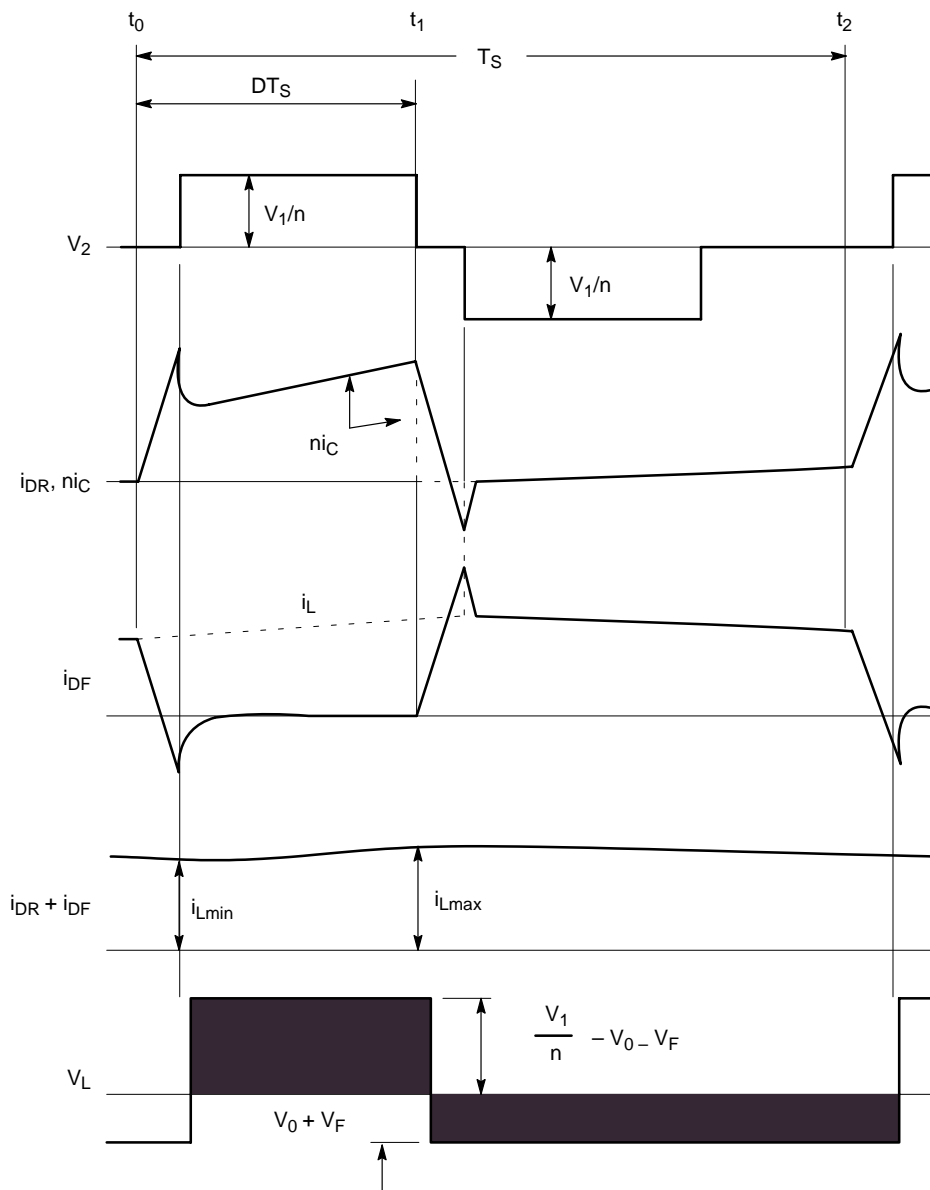 t0 t1 t2
TS
DTS
V1/n
V2
V1/n
niC
iDR, niC
iL
iDF
iDR + iDF
iLmin
iLmax
V1
n
– V0 – VF
VL
V0 + VF